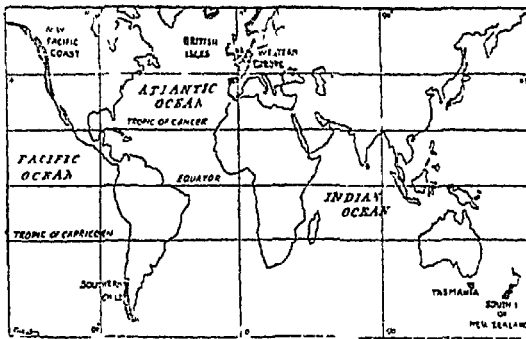 N W
PACIFIC
COAST
BRITISH
ISLES
WESTERN
EUROPE
ATLANTIC
OCEAN
TROPIC OF CANCER
PACIFIC
OCEAN
EQUATOR
INDIAN
OCEAN
TROPIC OF CAPRICORN
SOUTHERN
CHILE
TASMANIA
SOUTH I
OF
NEW ZEALAND
0